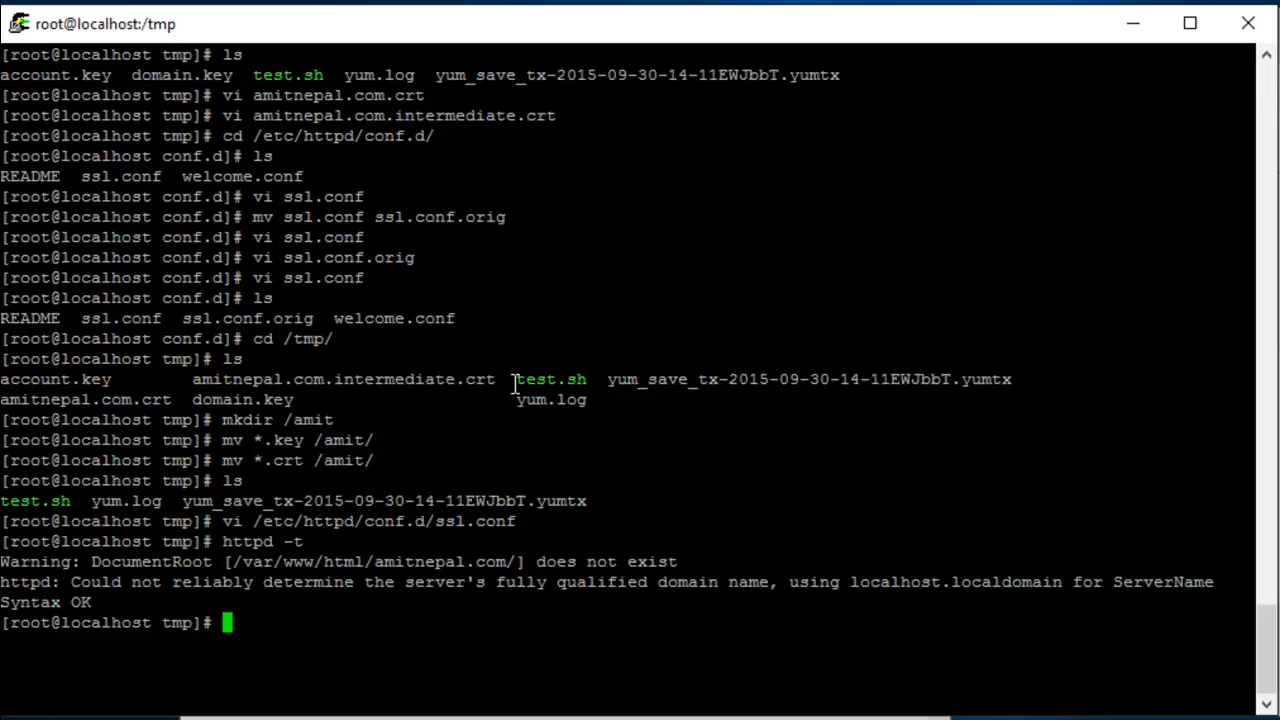 root@localhost:/tmp
[root@localhost tmp]# ls
account.key  domain.key  test.sh  yum.log  yum_save_tx-2015-09-30-14-11EWJbbT.yumtx
[root@localhost tmp]# vi amitnepal.com.crt
[root@localhost tmp]# vi amitnepal.com.intermediate.crt
[root@localhost tmp]# cd /etc/httpd/conf.d/
[root@localhost conf.d]# ls
README  ssl.conf  welcome.conf
[root@localhost conf.d]# vi ssl.conf
[root@localhost conf.d]# mv ssl.conf ssl.conf.orig
[root@localhost conf.d]# vi ssl.conf
[root@localhost conf.d]# vi ssl.conf.orig
[root@localhost conf.d]# vi ssl.conf
[root@localhost conf.d]# ls
README  ssl.conf  ssl.conf.orig  welcome.conf
[root@localhost conf.d]# cd /tmp/
[root@localhost tmp]# ls
account.key        amitnepal.com.intermediate.crt  test.sh  yum_save_tx-2015-09-30-14-11EWJbbT.yumtx
amitnepal.com.crt  domain.key                      yum.log
[root@localhost tmp]# mkdir /amit
[root@localhost tmp]# mv *.key /amit/
[root@localhost tmp]# mv *.crt /amit/
[root@localhost tmp]# ls
test.sh  yum.log  yum_save_tx-2015-09-30-14-11EWJbbT.yumtx
[root@localhost tmp]# vi /etc/httpd/conf.d/ssl.conf
[root@localhost tmp]# httpd -t
Warning: DocumentRoot [/var/www/html/amitnepal.com/] does not exist
httpd: Could not reliably determine the server's fully qualified domain name, using localhost.localdomain for ServerName
Syntax OK
[root@localhost tmp]#